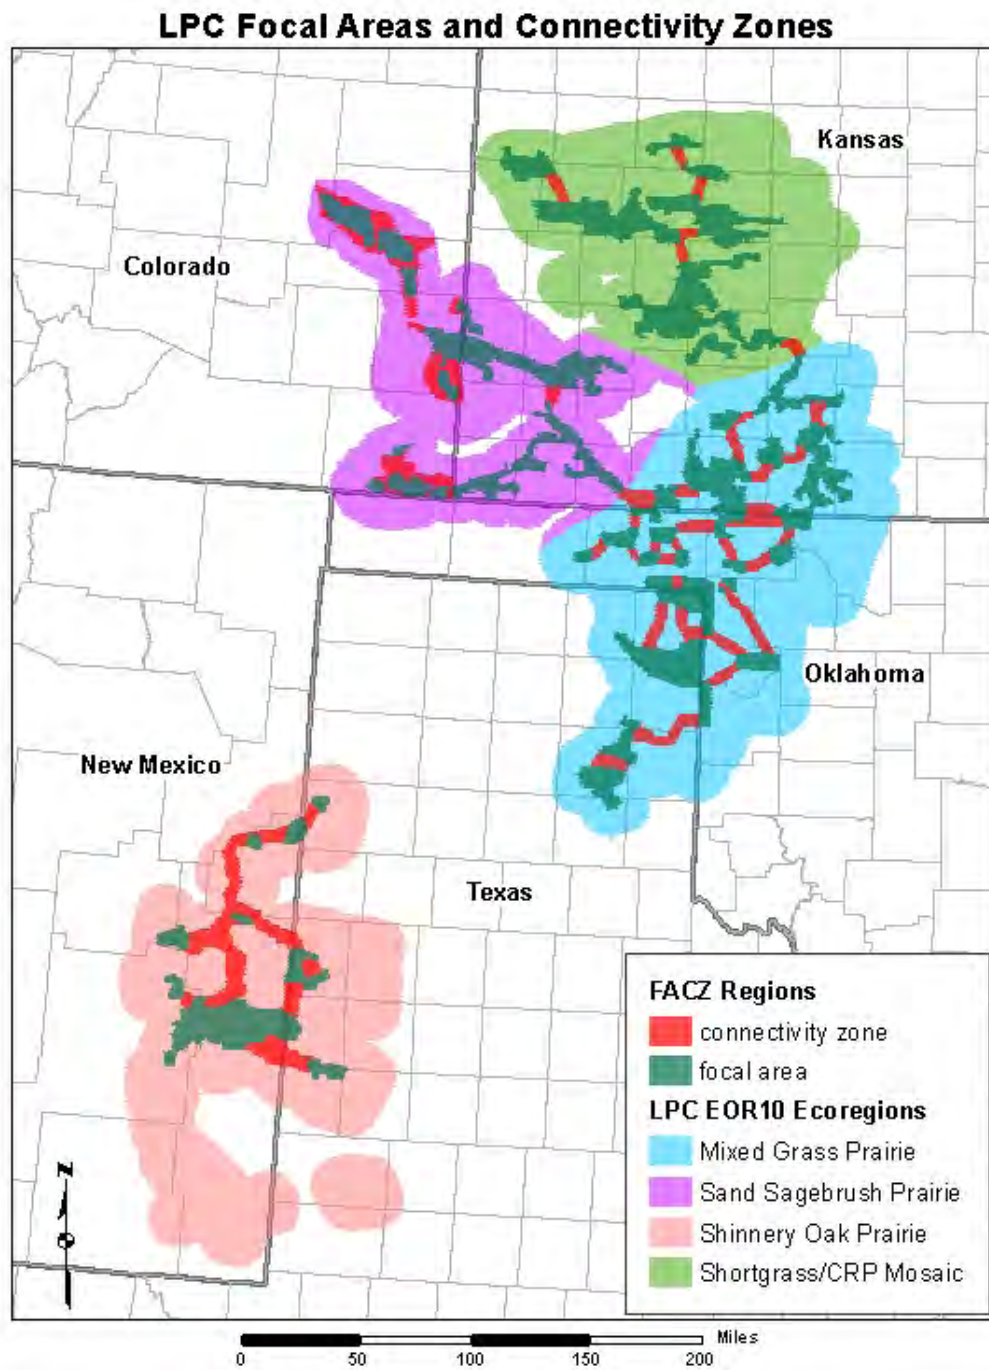 LPC Focal Areas and Connectivity Zones
Kansas
Colorado
Oklahoma
New Mexico
Texas
FACZ Regions
connectivity zone
focal area
LPC EOR10 Ecoregions
Mixed Grass Prairie
Sand Sagebrush Prairie
Shinnery Oak Prairie
Shortgrass/CRP Mosaic
N
Miles
0 50 100 150 200